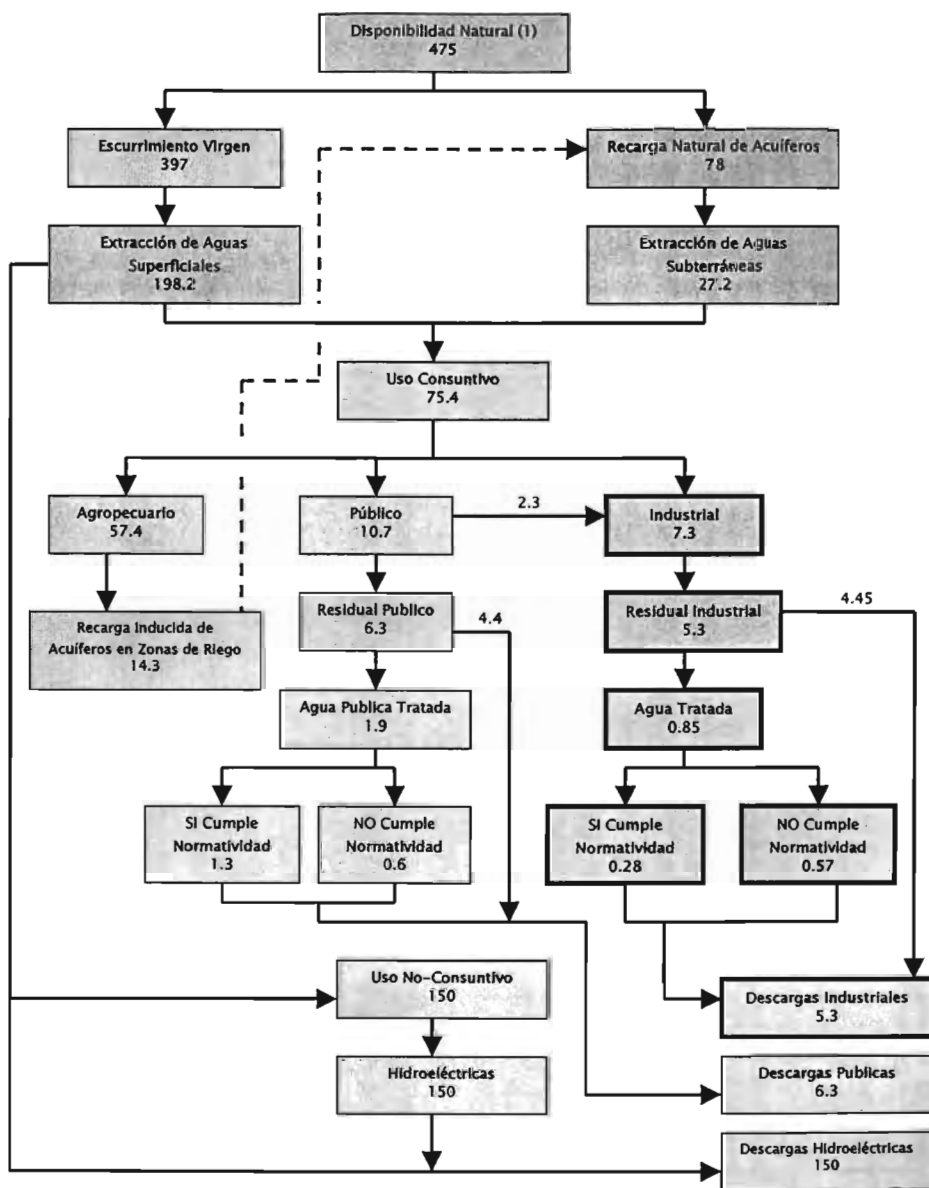 Disponibilidad Natural (1)
475
Escurrimiento Virgen
397
Recarga Natural de Acuíferos
78
Extracción de Aguas
Superficiales
198.2
Extracción de Aguas
Subterráneas
27.2
Uso Consuntivo
75.4
Agropecuario
57.4
Público
10.7
2.3
Industrial
7.3
Recarga Inducida de
Acuíferos en Zonas de Riego
14.3
Residual Publico
6.3
4.4
Residual Industrial
5.3
4.45
Agua Publica Tratada
1.9
Agua Tratada
0.85
SI Cumple
Normatividad
1.3
NO Cumple
Normatividad
0.6
SI Cumple
Normatividad
0.28
NO Cumple
Normatividad
0.57
Uso No-Consuntivo
150
Descargas Industriales
5.3
Hidroeléctricas
150
Descargas Publicas
6.3
Descargas Hidroeléctricas
150